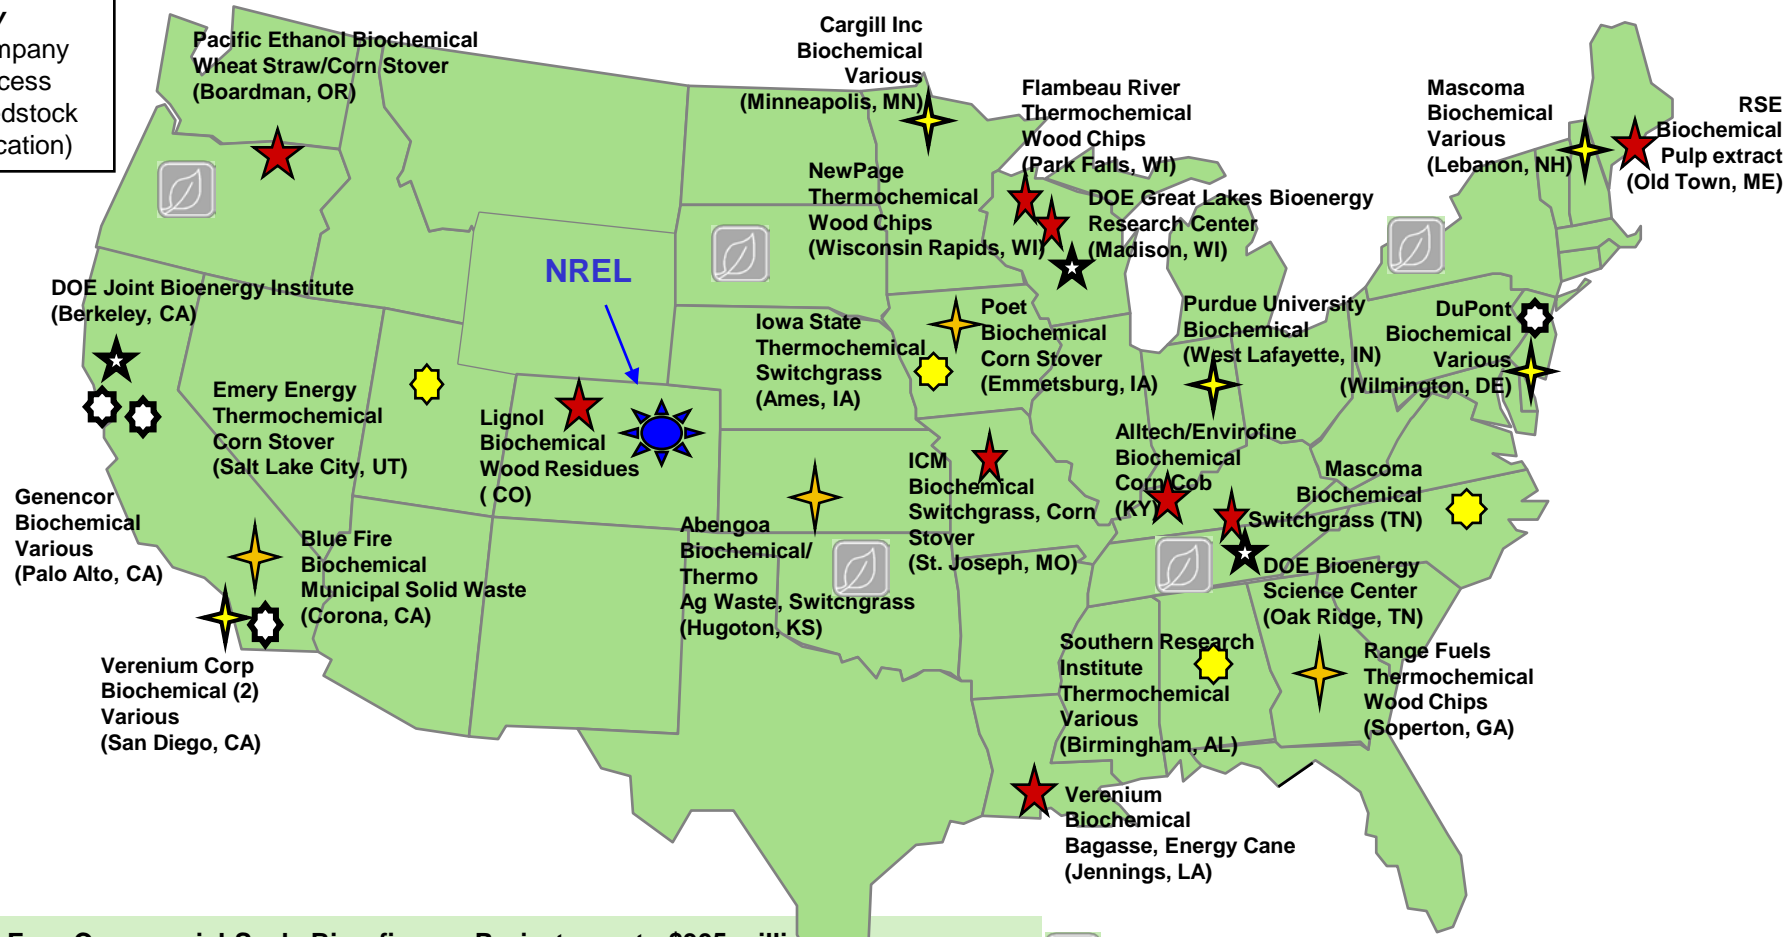 Pacific Ethanol Biochemical
Wheat Straw/Corn Stover
(Boardman, OR)
Cargill Inc
Biochemical
Various
(Minneapolis, MN)
Flambeau River
Thermochemical
Wood Chips
(Park Falls, WI)
Mascoma
Biochemical
Various
(Lebanon, NH)
RSE
Biochemical
Pulp extract
(Old Town, ME)
NewPage
Thermochemical
Wood Chips
(Wisconsin Rapids, WI)
DOE Great Lakes Bioenergy
Research Center
(Madison, WI)
NREL
DOE Joint Bioenergy Institute
(Berkeley, CA)
Iowa State
Thermochemical
Switchgrass
(Ames, IA)
Poet
Biochemical
Corn Stover
(Emmetsburg, IA)
Purdue University
Biochemical
(West Lafayette, IN)
DuPont
Biochemical
Various
(Wilmington, DE)
Emery Energy
Thermochemical
Corn Stover
(Salt Lake City, UT)
Lignol
Biochemical
Wood Residues
( CO)
ICM
Biochemical
Switchgrass, Corn
Stover
(St. Joseph, MO)
Alltech/Envirofine
Biochemical
Corn Cob
(KY)
Mascoma
Biochemical
Switchgrass (TN)
Genencor
Biochemical
Various
(Palo Alto, CA)
Blue Fire
Biochemical
Municipal Solid Waste
(Corona, CA)
Abengoa
Biochemical/
Thermo
Ag Waste, Switchgrass
(Hugoton, KS)
DOE Bioenergy
Science Center
(Oak Ridge, TN)
Verenium Corp
Biochemical (2)
Various
(San Diego, CA)
Southern Research
Institute
Thermochemical
Various
(Birmingham, AL)
Range Fuels
Thermochemical
Wood Chips
(Soperton, GA)
Verenium
Biochemical
Bagasse, Energy Cane
(Jennings, LA)